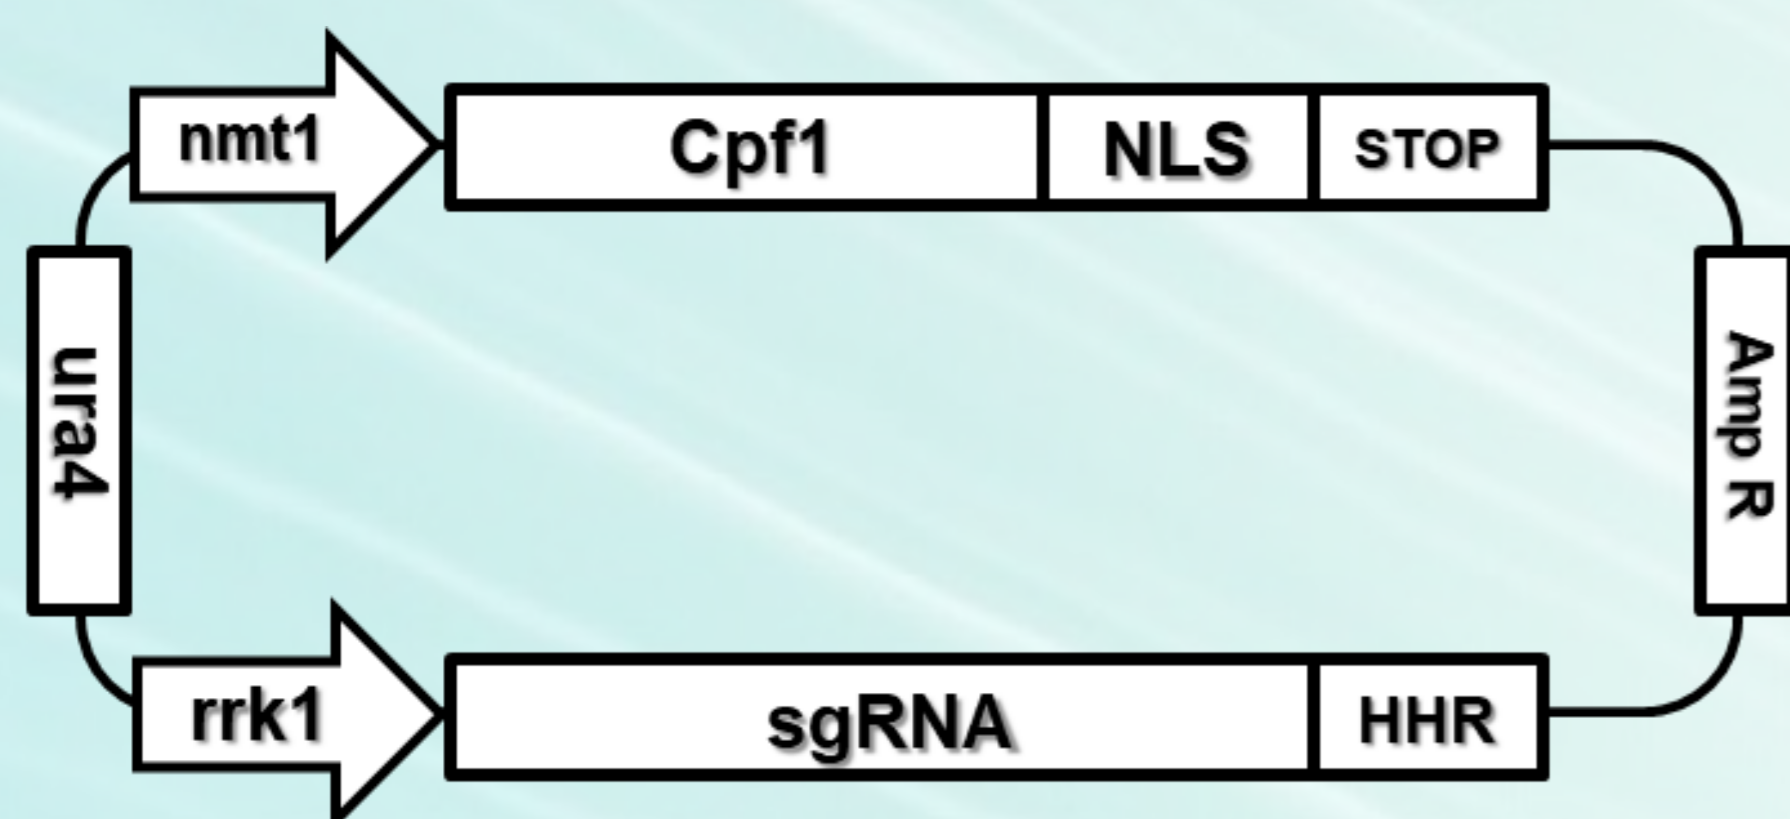 nmt1
Cpf1
NLS
STOP
ura4
Amp R
rrk1
sgRNA
HHR